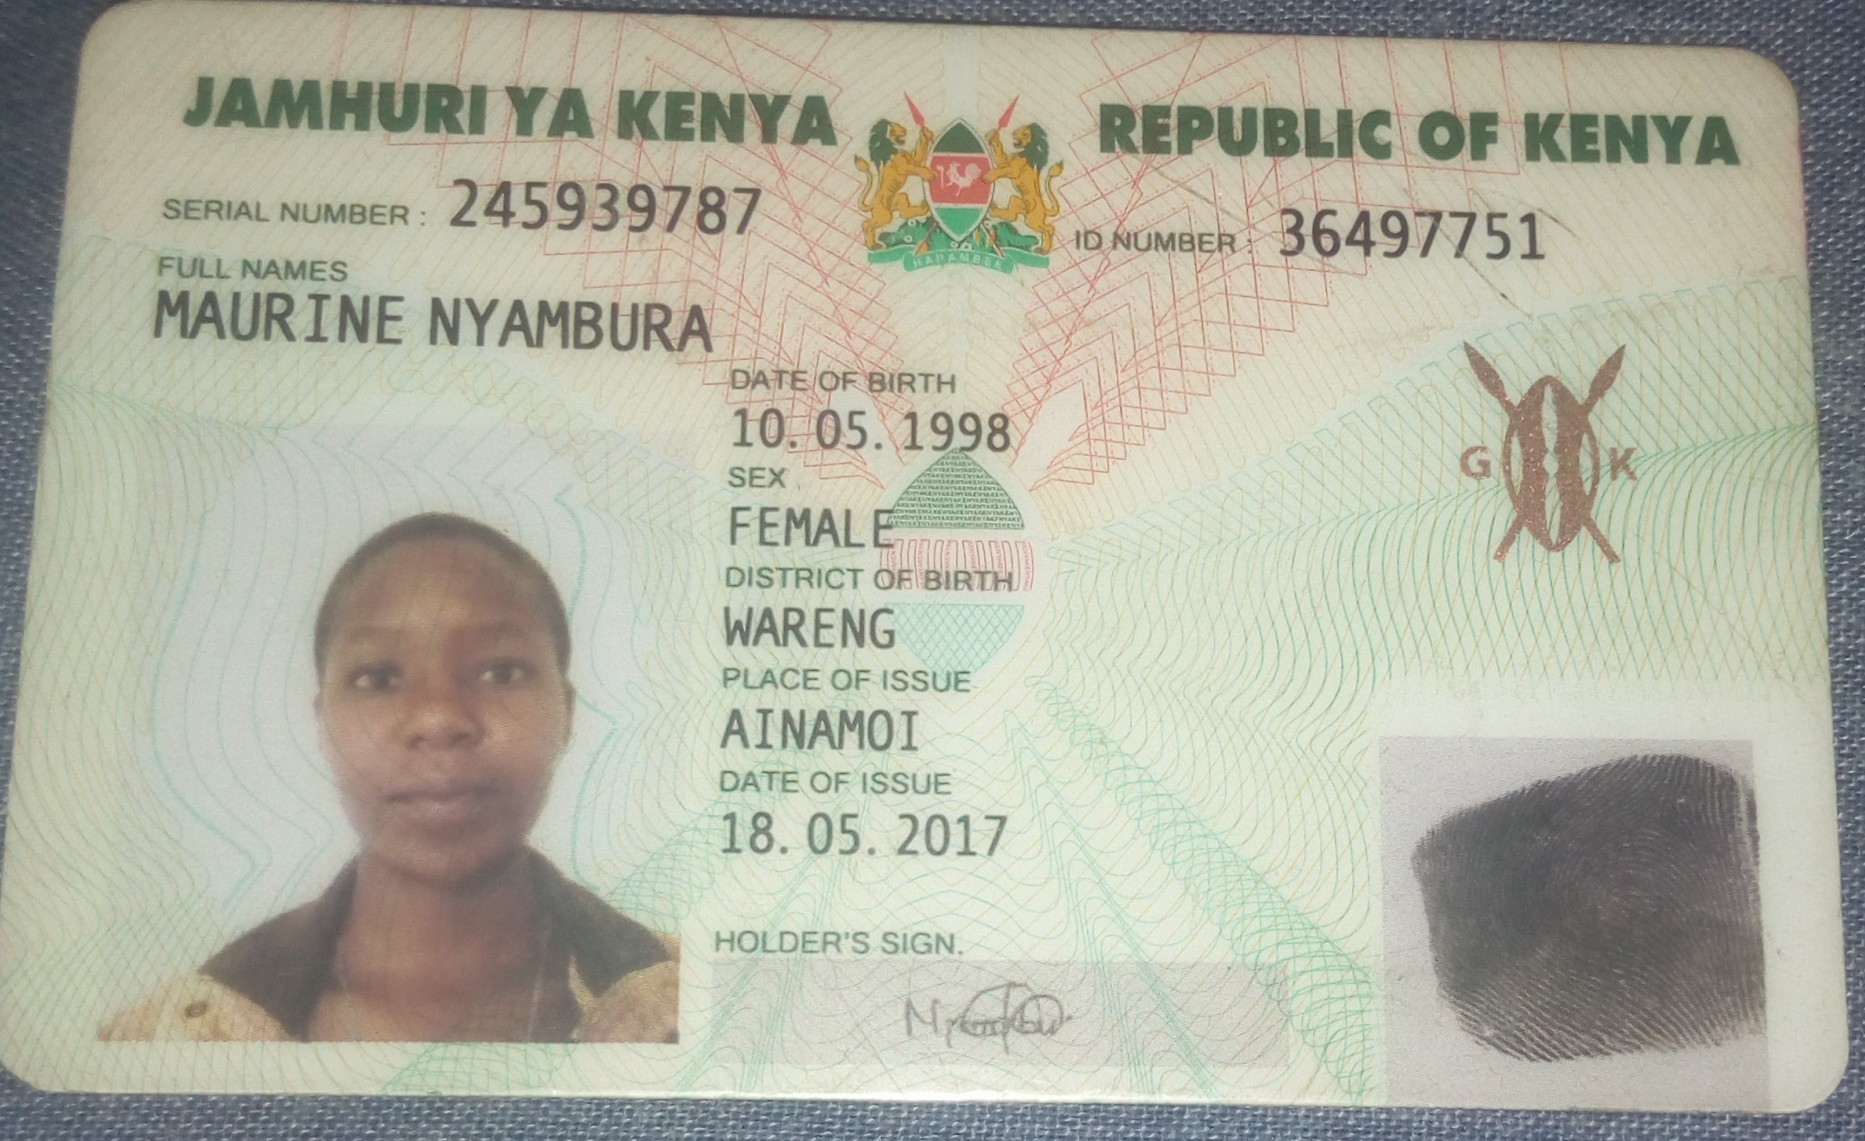 JAMHURI YA KENYA REPUBLIC OF KENYA
SERIAL NUMBER : 245939787 ID NUMBER : 36497751
HARAMBEE
FULL NAMES
MAURINE NYAMBURA
DATE OF BIRTH
10. 05. 1998
SEX
FEMALE
G K
DISTRICT OF BIRTH
WARENG
PLACE OF ISSUE
AINAMOI
DATE OF ISSUE
18. 05. 2017
HOLDER'S SIGN.